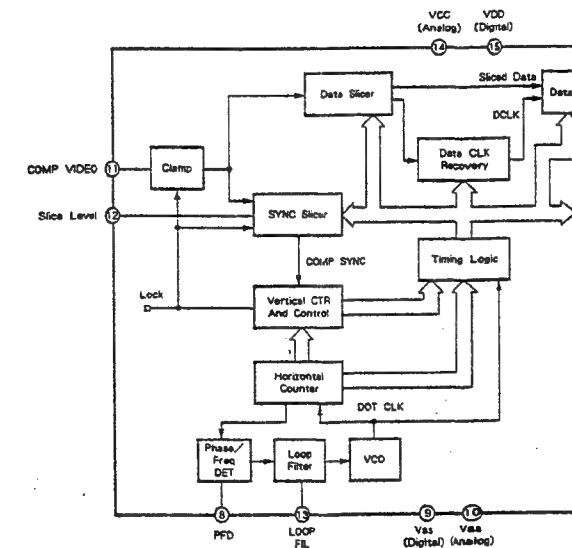 VCC
(Analog)
VDD
(Digital)
14
15
Sliced Data
Data Slicer
Data
DCLK
Data CLK
Recovery
COMP VIDEO
11
Clamp
Slice Level
12
SYNC Slicer
COMP SYNC
Timing Logic
Lock
Vertical CTR
And Control
Horizontal
Counter
DOT CLK
Phase/
Freq
DET
Loop
Filter
VCO
8
13
9
10
PFD
LOOP
FIL
Vss
(Digital)
Vss
(Analog)